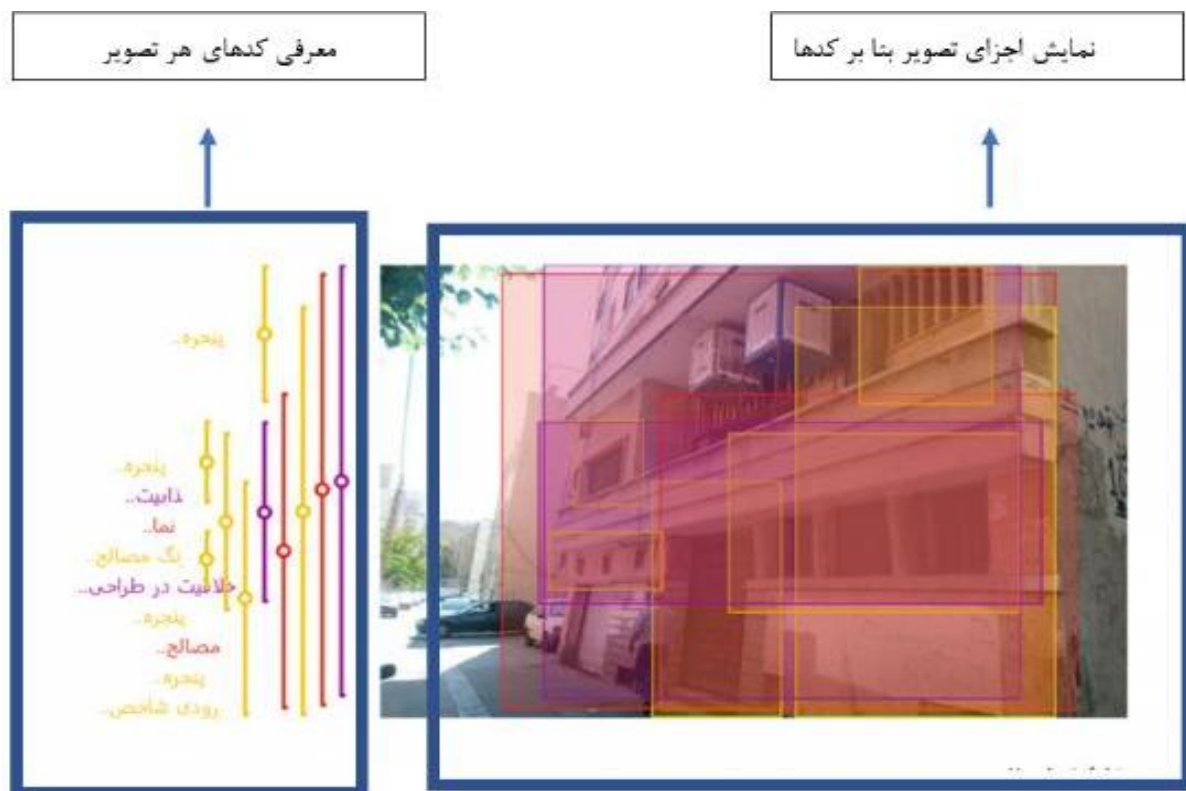 نمایش اجزای تصویر بنا بر کدها
معرفی کدهای هر تصویر
پنجره..
پنجره..
ذابیت..
نما..
نگ مصالح..
خلاقیت در طراحی..
پنجره..
مصالح..
پنجره..
رودی شاخص..